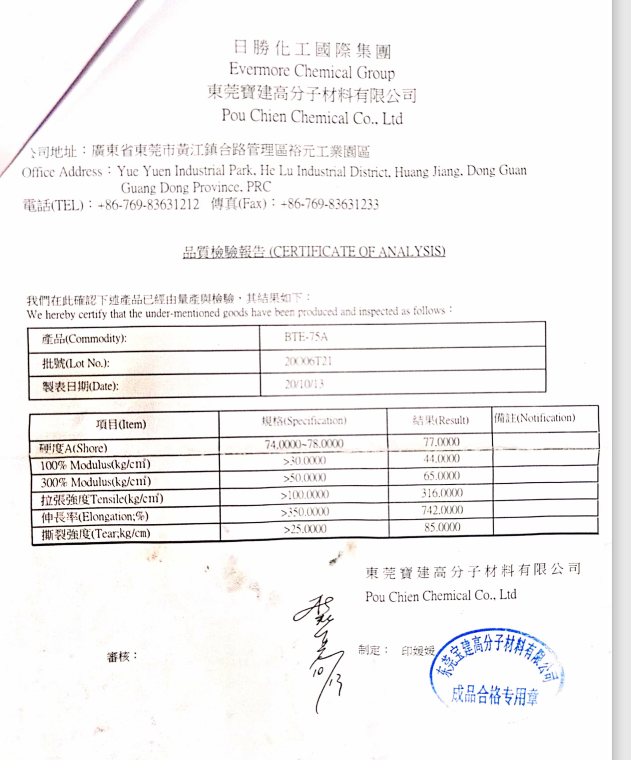 日勝化工國際集團
Evermore Chemical Group
東莞寶建高分子材料有限公司
Pou Chien Chemical Co., Ltd
公司地址：廣東省東莞市黃江鎮合路管理區裕元工業園區
Office Address：Yue Yuen Industrial Park, He Lu Industrial District, Huang Jiang, Dong Guan
Guang Dong Province, PRC
電話(TEL)：+86-769-83631212 傳真(Fax)：+86-769-83631233
品質檢驗報告 (CERTIFICATE OF ANALYSIS)
我們在此確認下述產品已經由量產與檢驗，其結果如下：
We hereby certify that the under-mentioned goods have been produced and inspected as follows：
產品(Commodity): BTE-75A
批號(Lot No.): 20O06T21
製表日期(Date): 20/10/13
項目(Item) 規格(Specification) 結果(Result) 備註(Notification)
硬度A(Shore) 74.0000~78.0000 77.0000
100% Modulus(kg/c㎡) >30.0000 44.0000
300% Modulus(kg/c㎡) >50.0000 65.0000
拉張強度Tensile(kg/c㎡) >100.0000 316.0000
伸長率(Elongation;%) >350.0000 742.0000
撕裂強度(Tear;kg/cm) >25.0000 85.0000
東莞寶建高分子材料有限公司
Pou Chien Chemical Co., Ltd
審核： 制定： 印媛媛
10/13
东莞宝建高分子材料有限公司
成品合格专用章